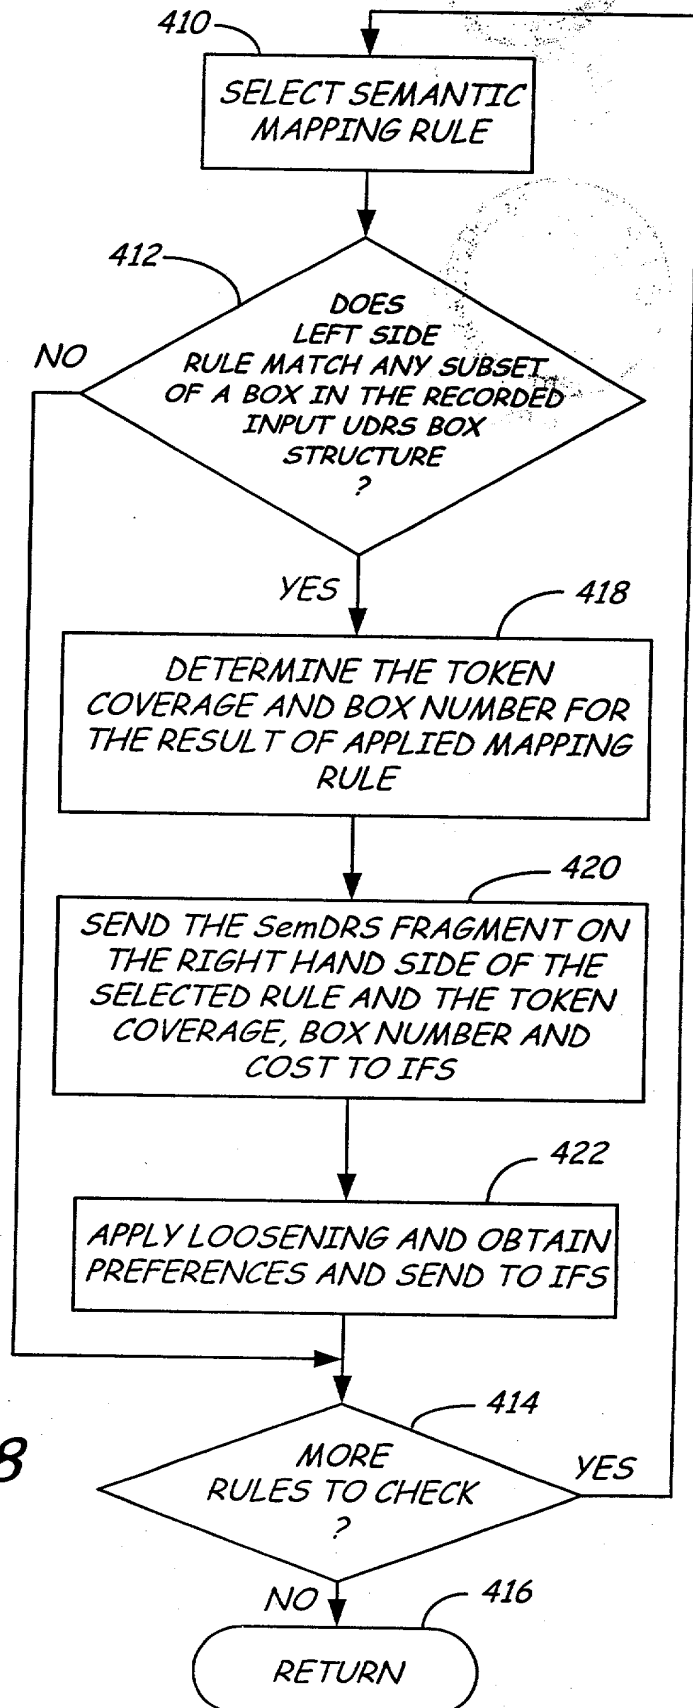 410
SELECT SEMANTIC
MAPPING RULE
412
DOES
LEFT SIDE
RULE MATCH ANY SUBSET
OF A BOX IN THE RECORDED
INPUT UDRS BOX
STRUCTURE
?
NO
YES
418
DETERMINE THE TOKEN
COVERAGE AND BOX NUMBER FOR
THE RESULT OF APPLIED MAPPING
RULE
420
SEND THE SemDRS FRAGMENT ON
THE RIGHT HAND SIDE OF THE
SELECTED RULE AND THE TOKEN
COVERAGE, BOX NUMBER AND
COST TO IFS
422
APPLY LOOSENING AND OBTAIN
PREFERENCES AND SEND TO IFS
414
8
MORE
RULES TO CHECK
?
YES
NO
416
RETURN